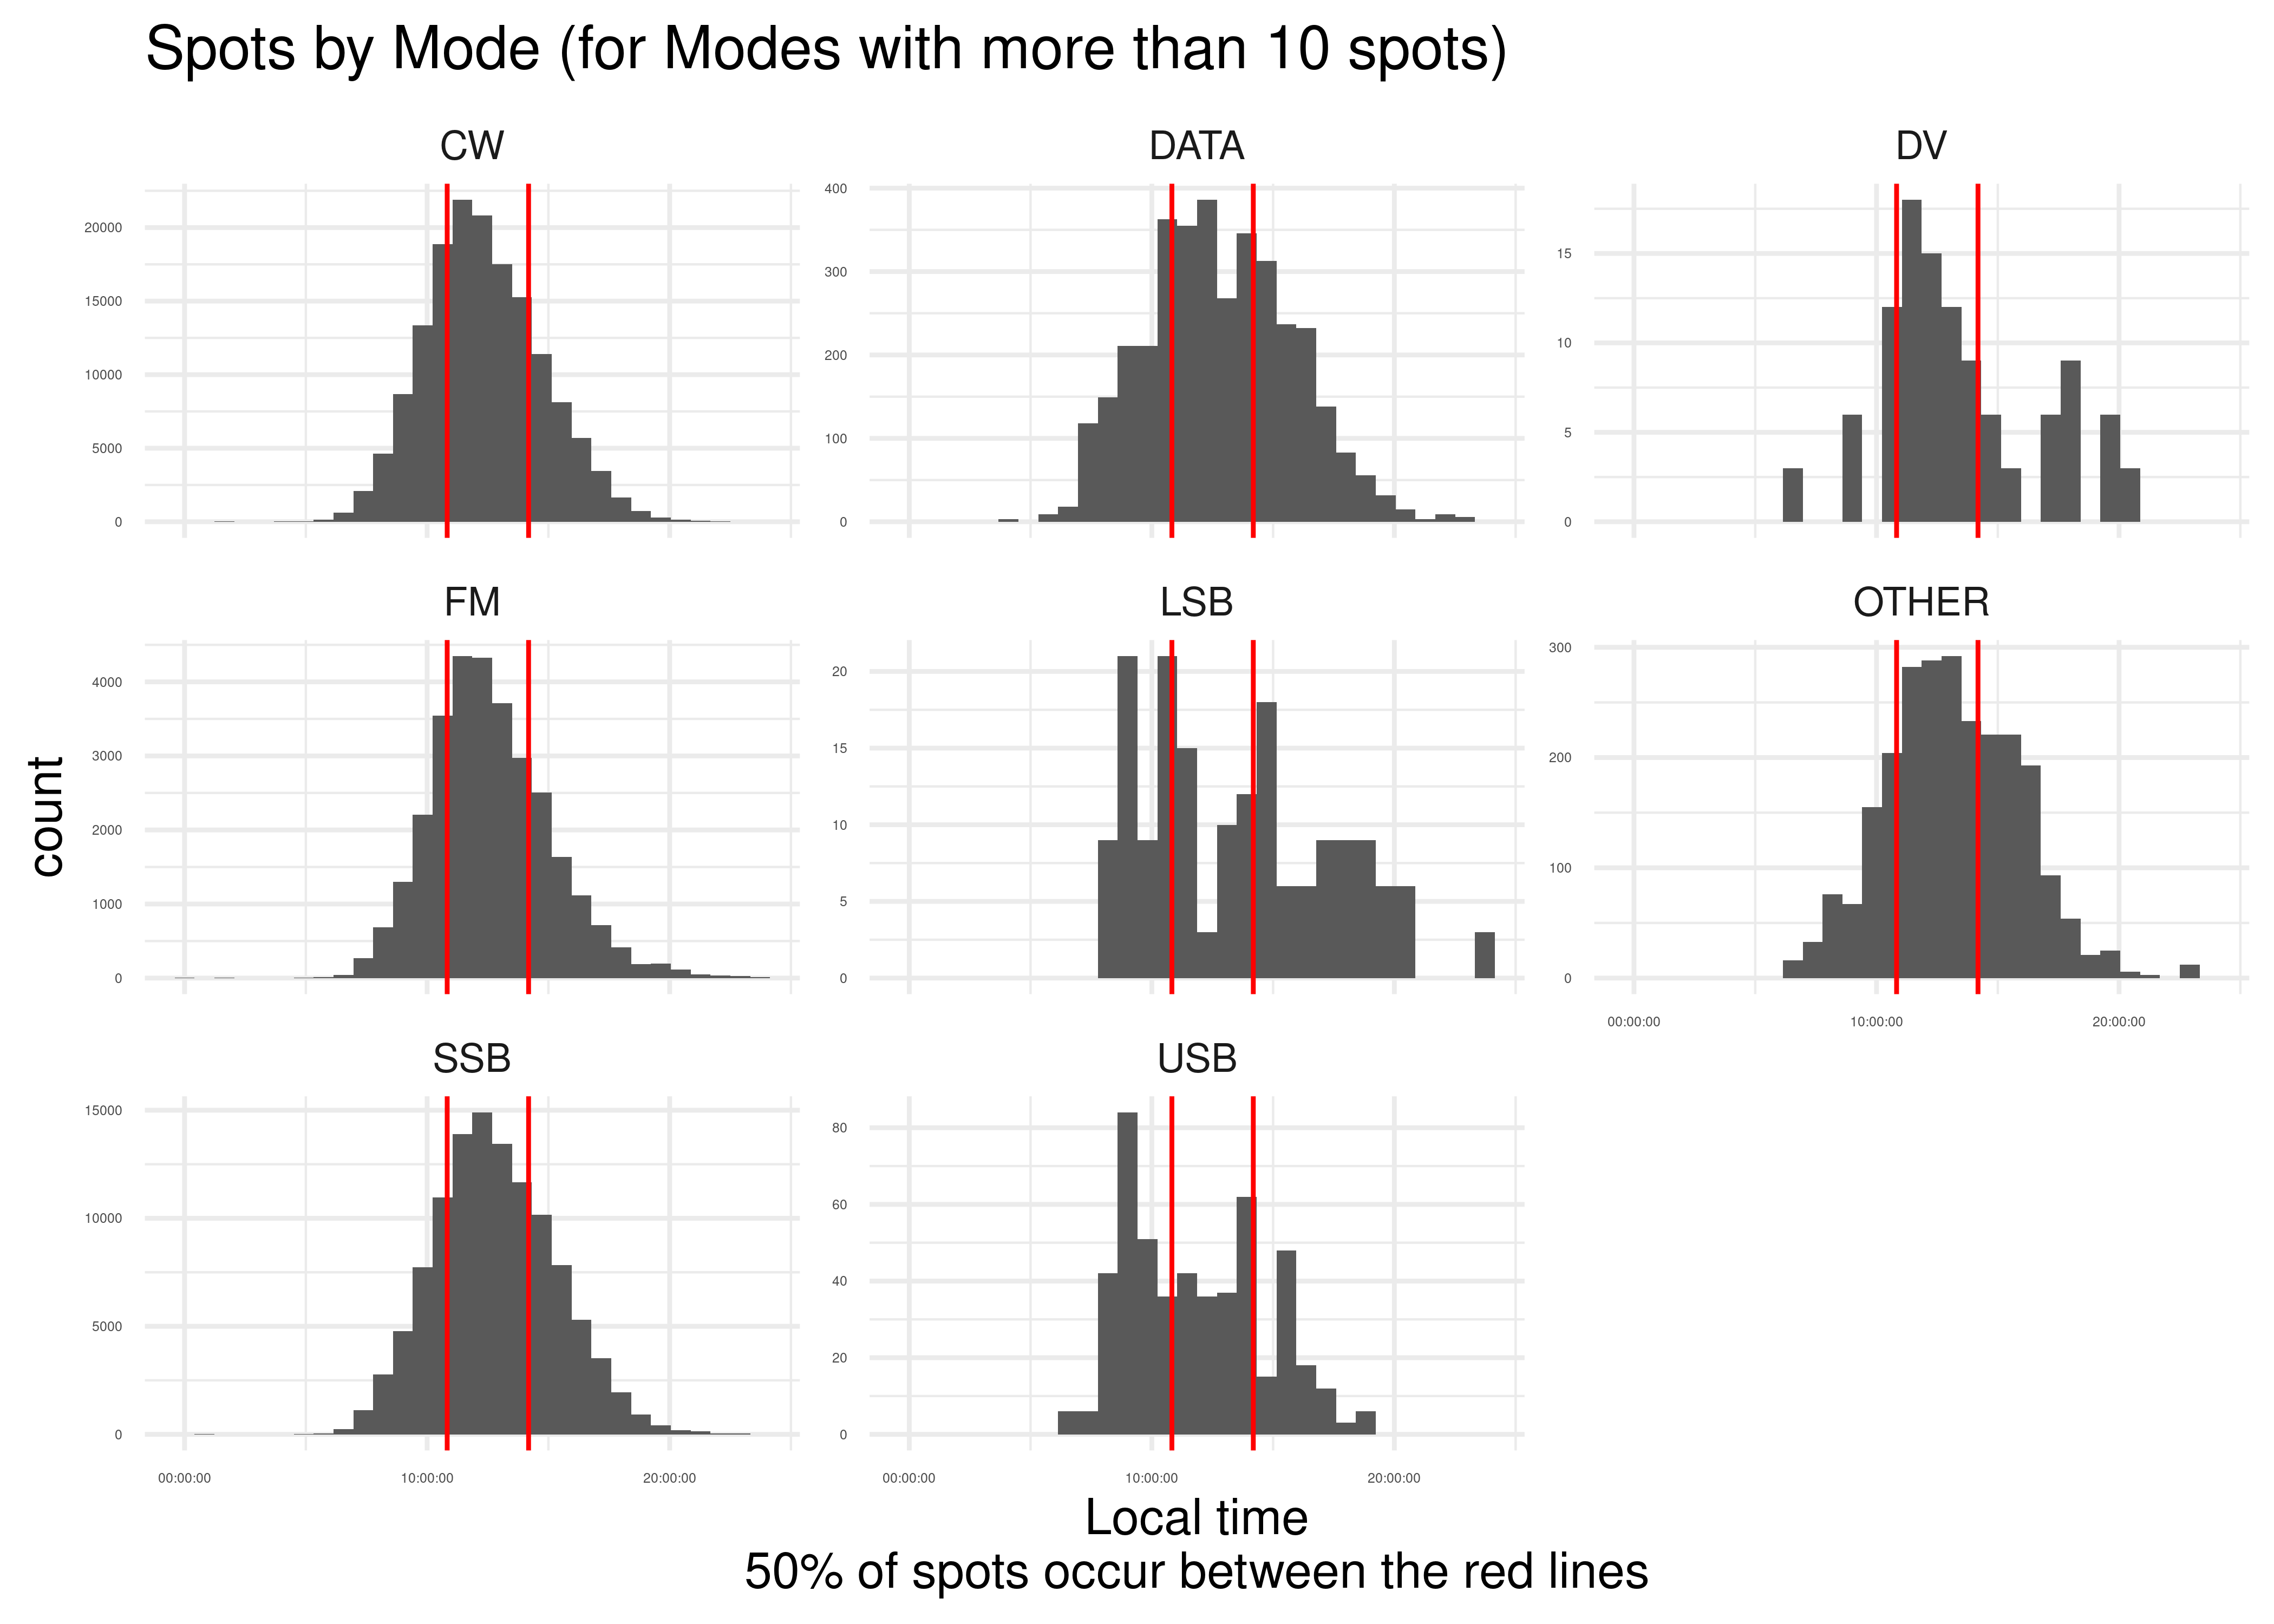 Spots by Mode (for Modes with more than 10 spots)
CW
DATA
DV
20000
15000
10000
5000
0
400
300
200
100
0
15
10
5
0
FM
LSB
OTHER
4000
3000
2000
1000
0
20
15
10
5
0
300
200
100
0
00:00:00 10:00:00 20:00:00
SSB
USB
15000
10000
5000
0
80
60
40
20
0
00:00:00 10:00:00 20:00:00
00:00:00 10:00:00 20:00:00
count
Local time
50% of spots occur between the red lines